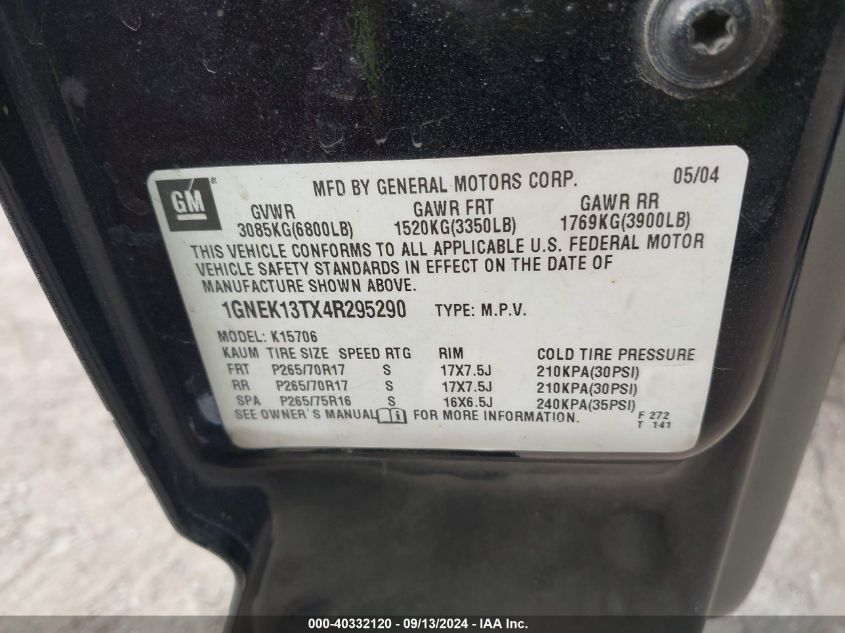 GM ®
MFD BY GENERAL MOTORS CORP. 05/04
GVWR GAWR FRT GAWR RR
3085KG(6800LB) 1520KG(3350LB) 1769KG(3900LB)
THIS VEHICLE CONFORMS TO ALL APPLICABLE U.S. FEDERAL MOTOR
VEHICLE SAFETY STANDARDS IN EFFECT ON THE DATE OF
MANUFACTURE SHOWN ABOVE.
1GNEK13TX4R295290 TYPE: M.P.V.
MODEL: K15706
KAUM TIRE SIZE SPEED RTG RIM COLD TIRE PRESSURE
FRT P265/70R17 S 17X7.5J 210KPA(30PSI)
RR P265/70R17 S 17X7.5J 210KPA(30PSI)
SPA P265/75R16 S 16X6.5J 240KPA(35PSI)
SEE OWNER'S MANUAL i FOR MORE INFORMATION. F 272
T 141
000-40332120 - 09/13/2024 - IAA Inc.